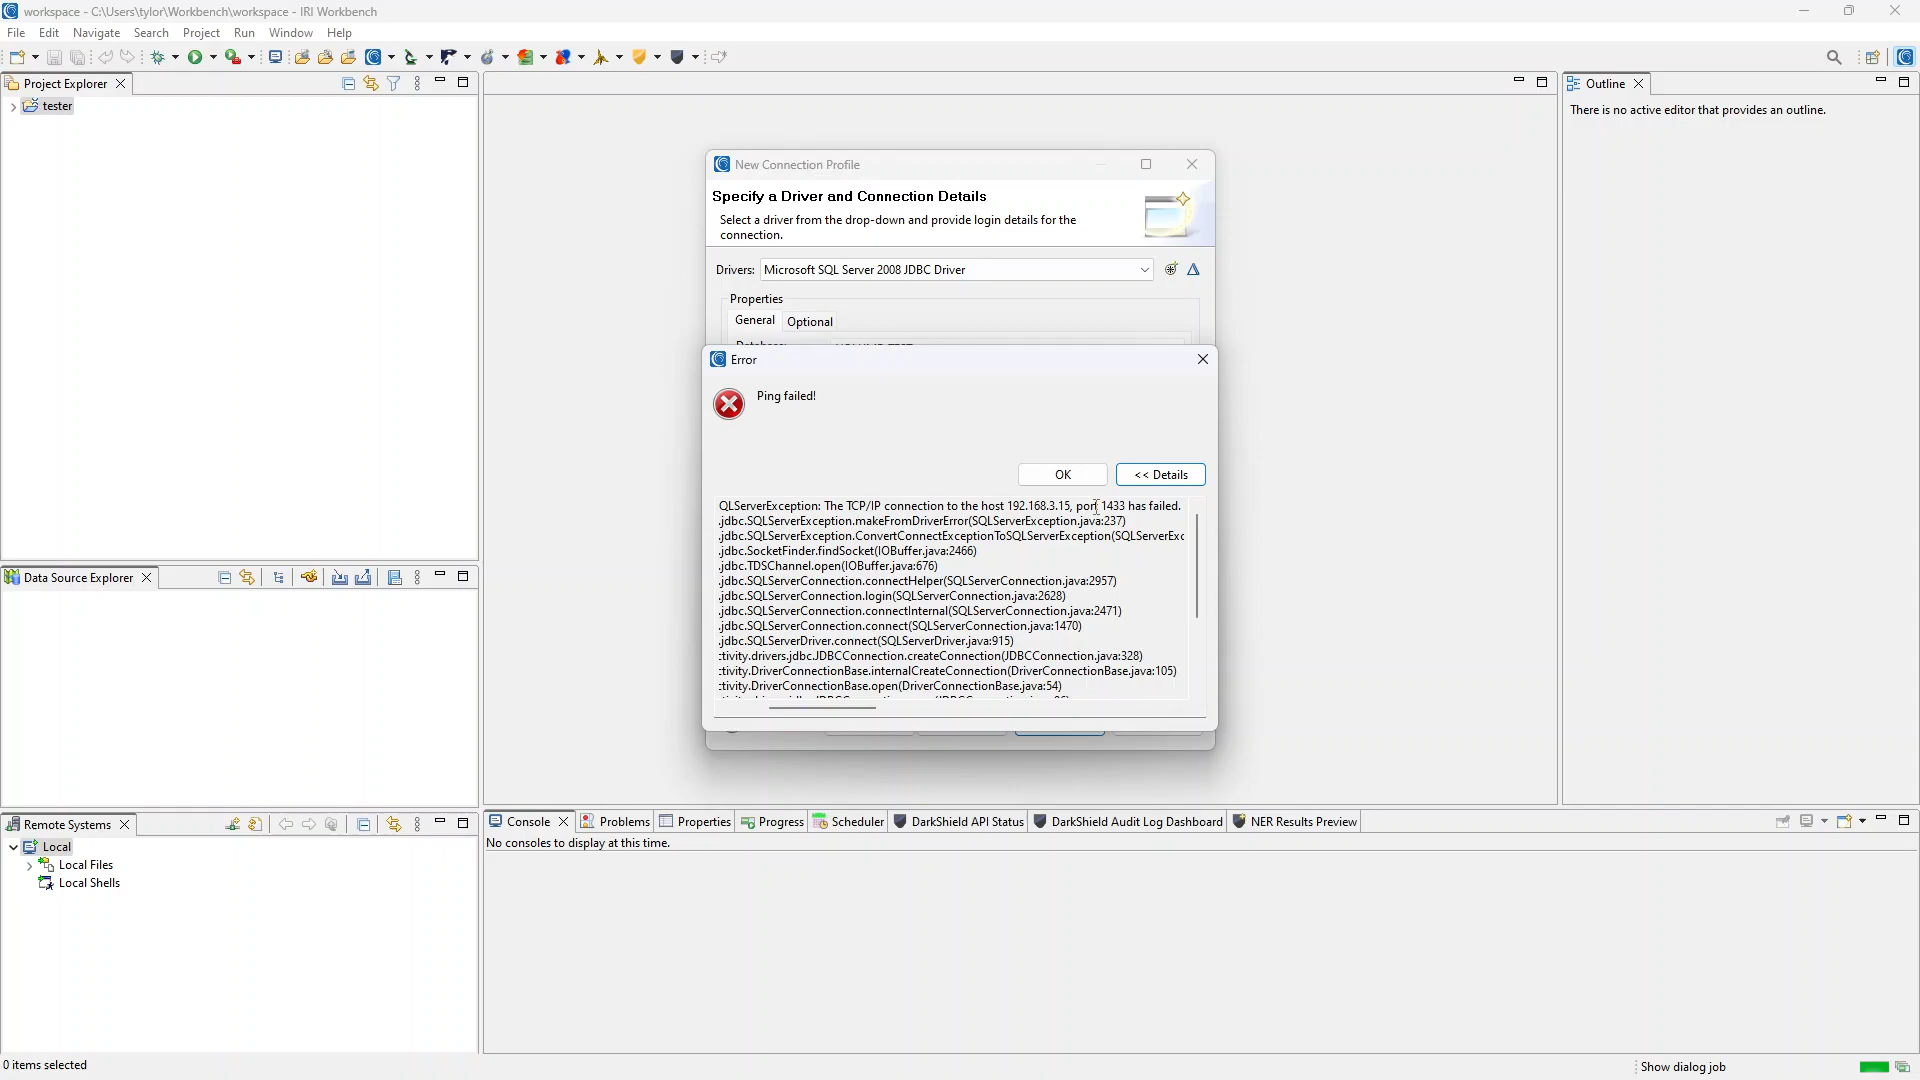 workspace - C:\Users\tylor\Workbench\workspace - IRI Workbench
File Edit Navigate Search Project Run Window Help
Project Explorer
tester
Outline
There is no active editor that provides an outline.
New Connection Profile
Specify a Driver and Connection Details
Select a driver from the drop-down and provide login details for the
connection.
Drivers: Microsoft SQL Server 2008 JDBC Driver
Properties
General Optional
Error
Ping failed!
OK << Details
QLServerException: The TCP/IP connection to the host 192.168.3.15, port 1433 has failed.
.jdbc.SQLServerException.makeFromDriverError(SQLServerException.java:237)
.jdbc.SQLServerException.ConvertConnectExceptionToSQLServerException(SQLServerExc
.jdbc.SocketFinder.findSocket(IOBuffer.java:2466)
.jdbc.TDSChannel.open(IOBuffer.java:676)
.jdbc.SQLServerConnection.connectHelper(SQLServerConnection.java:2957)
.jdbc.SQLServerConnection.login(SQLServerConnection.java:2628)
.jdbc.SQLServerConnection.connectInternal(SQLServerConnection.java:2471)
.jdbc.SQLServerConnection.connect(SQLServerConnection.java:1470)
.jdbc.SQLServerDriver.connect(SQLServerDriver.java:915)
ctivity.drivers.jdbc.JDBCConnection.createConnection(JDBCConnection.java:328)
ctivity.DriverConnectionBase.internalCreateConnection(DriverConnectionBase.java:105)
ctivity.DriverConnectionBase.open(DriverConnectionBase.java:54)
Data Source Explorer
Remote Systems
Local
Local Files
Local Shells
Console Problems Properties Progress Scheduler DarkShield API Status DarkShield Audit Log Dashboard NER Results Preview
No consoles to display at this time.
0 items selected
Show dialog job